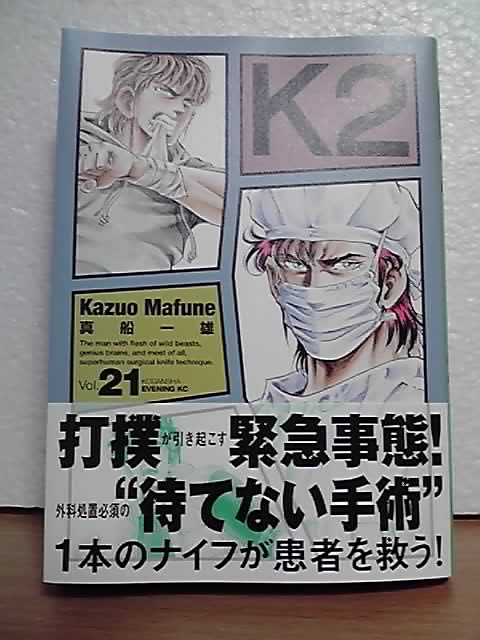 K2
Kazuo Mafune
真船一雄
The man with flesh of wild beasts,
genius brains, and most of all,
superhuman surgical knife technique.
Vol.21
KODANSHA
EVENING KC
打撲が引き起こす緊急事態!
外科処置必須の“待てない手術”
1本のナイフが患者を救う!